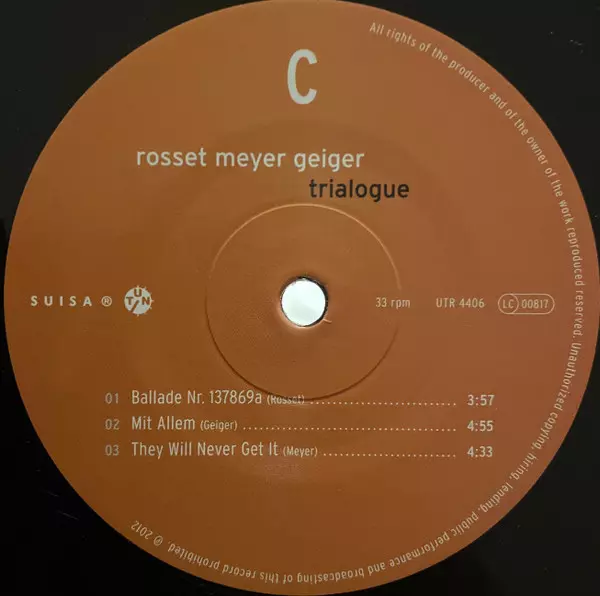 C
rosset meyer geiger
trialogue
SUISA ® UTN 33 rpm UTR 4406 LC 00817
01 Ballade Nr. 137869a (Rosset) 3:57
02 Mit Allem (Geiger) 4:55
03 They Will Never Get It (Meyer) 4:33
All rights of the producer and of the owner of the work reproduced reserved. Unauthorized copying, hiring, lending, public performance and broadcasting of this record prohibited. ℗ 2012